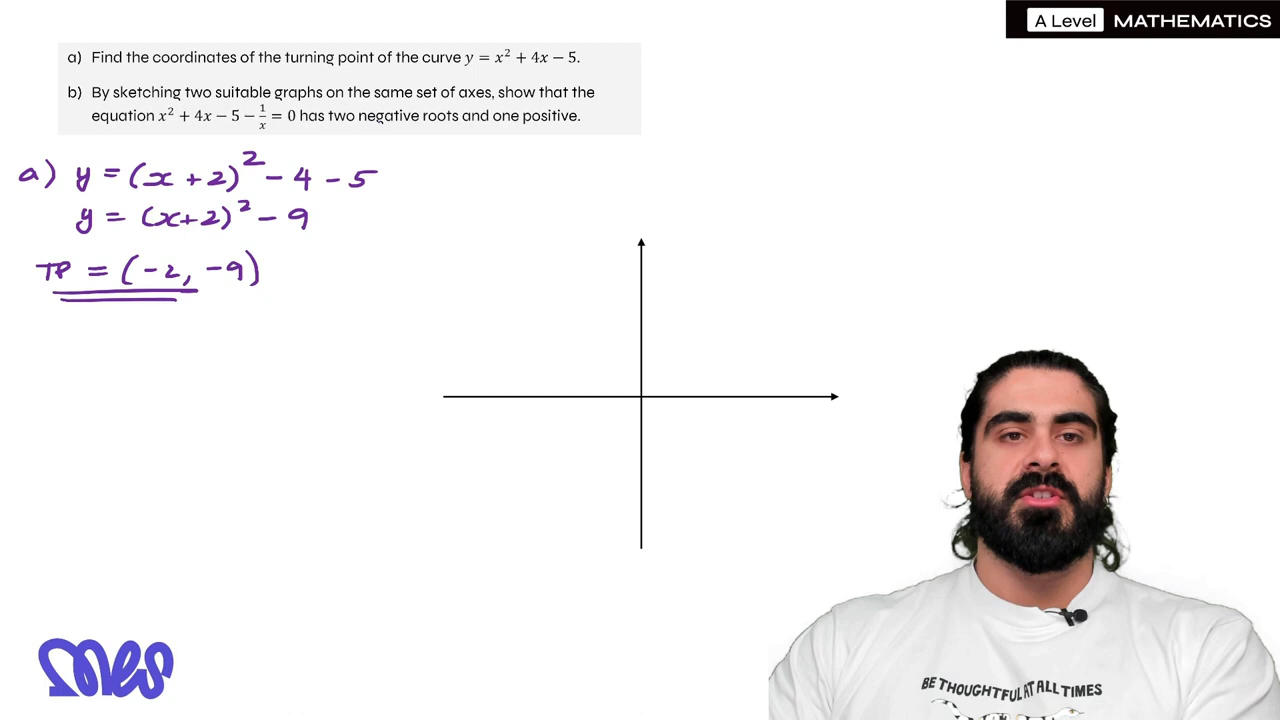 A Level MATHEMATICS
a) Find the coordinates of the turning point of the curve y = x² + 4x − 5.
b) By sketching two suitable graphs on the same set of axes, show that the
equation x² + 4x − 5 − 1/x = 0 has two negative roots and one positive.
a) y = (x + 2)² − 4 − 5
y = (x+2)² − 9
TP = (−2, −9)
BE THOUGHTFUL AT ALL TIMES